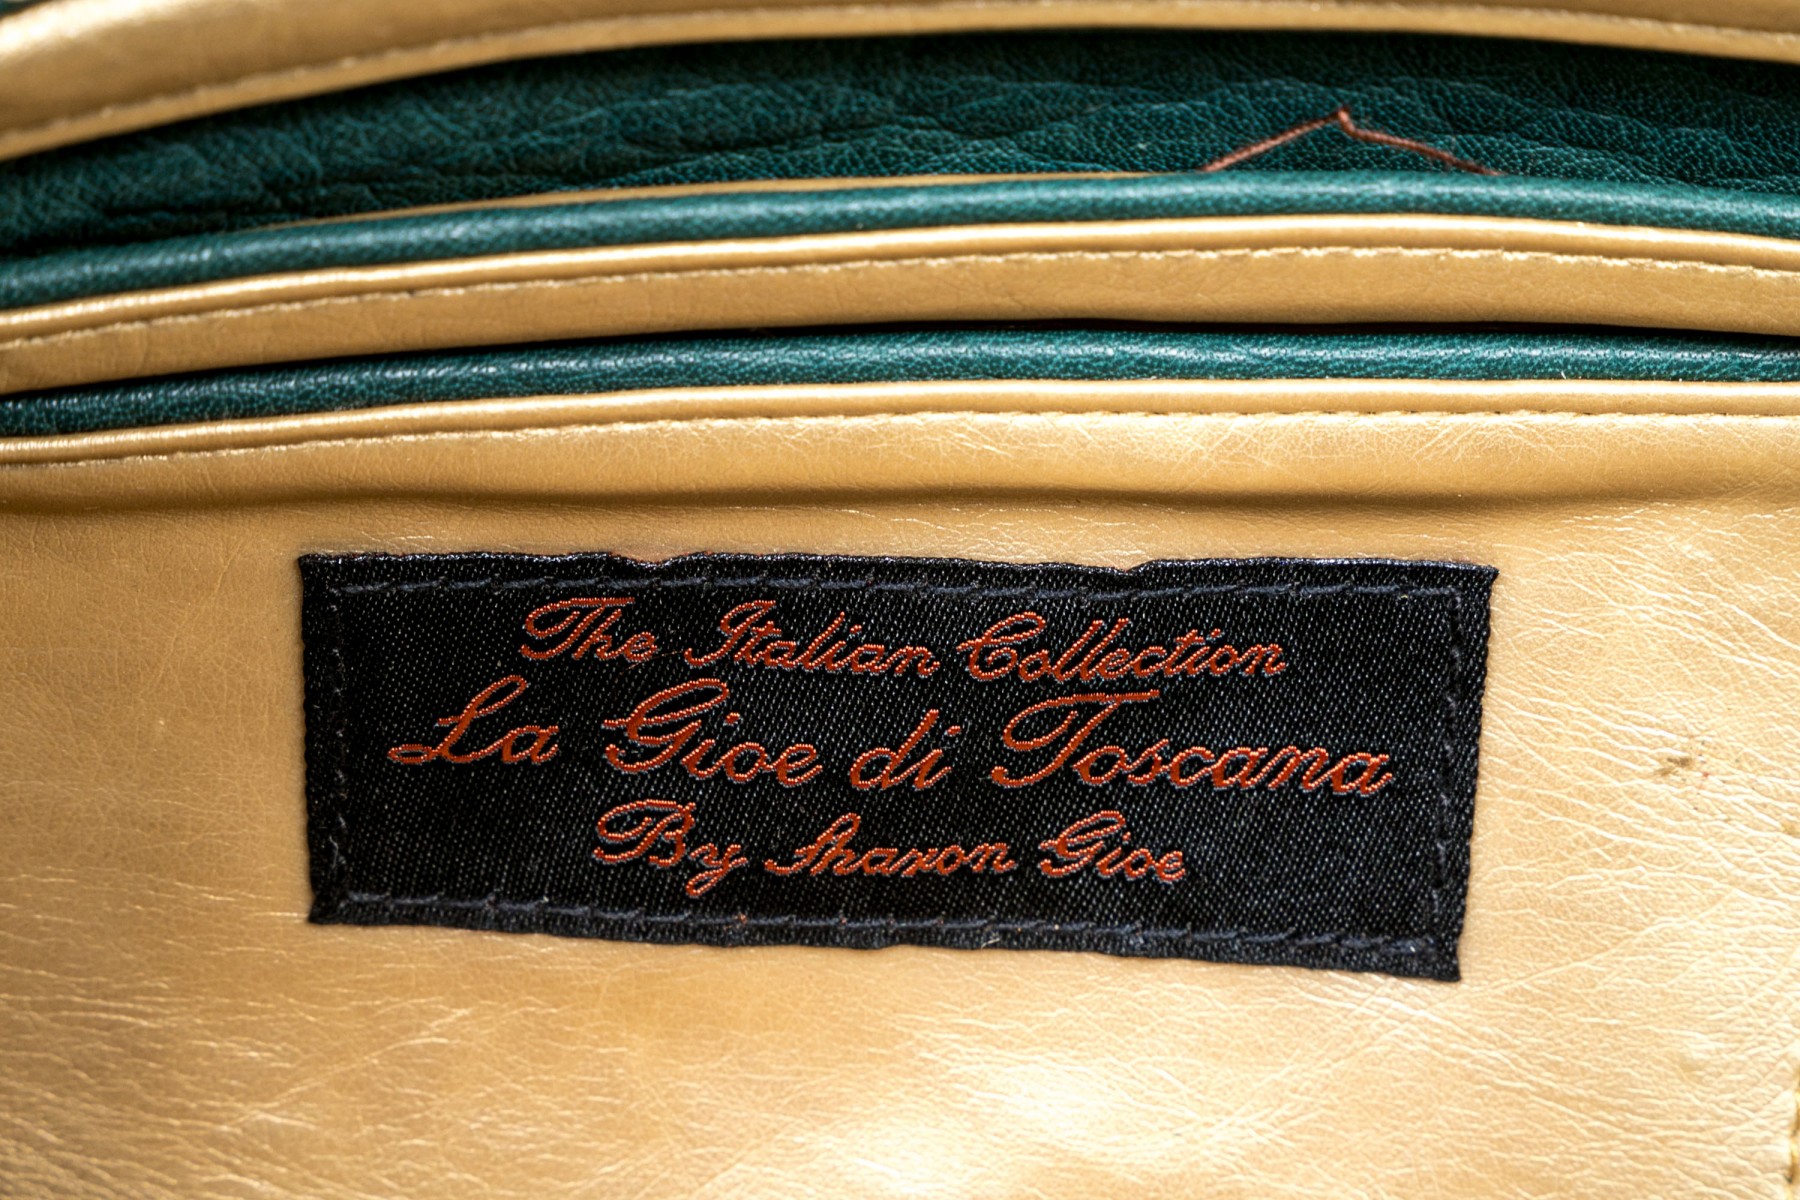 The Italian Collection
La Gioe di Toscana
By Sharon Gioe